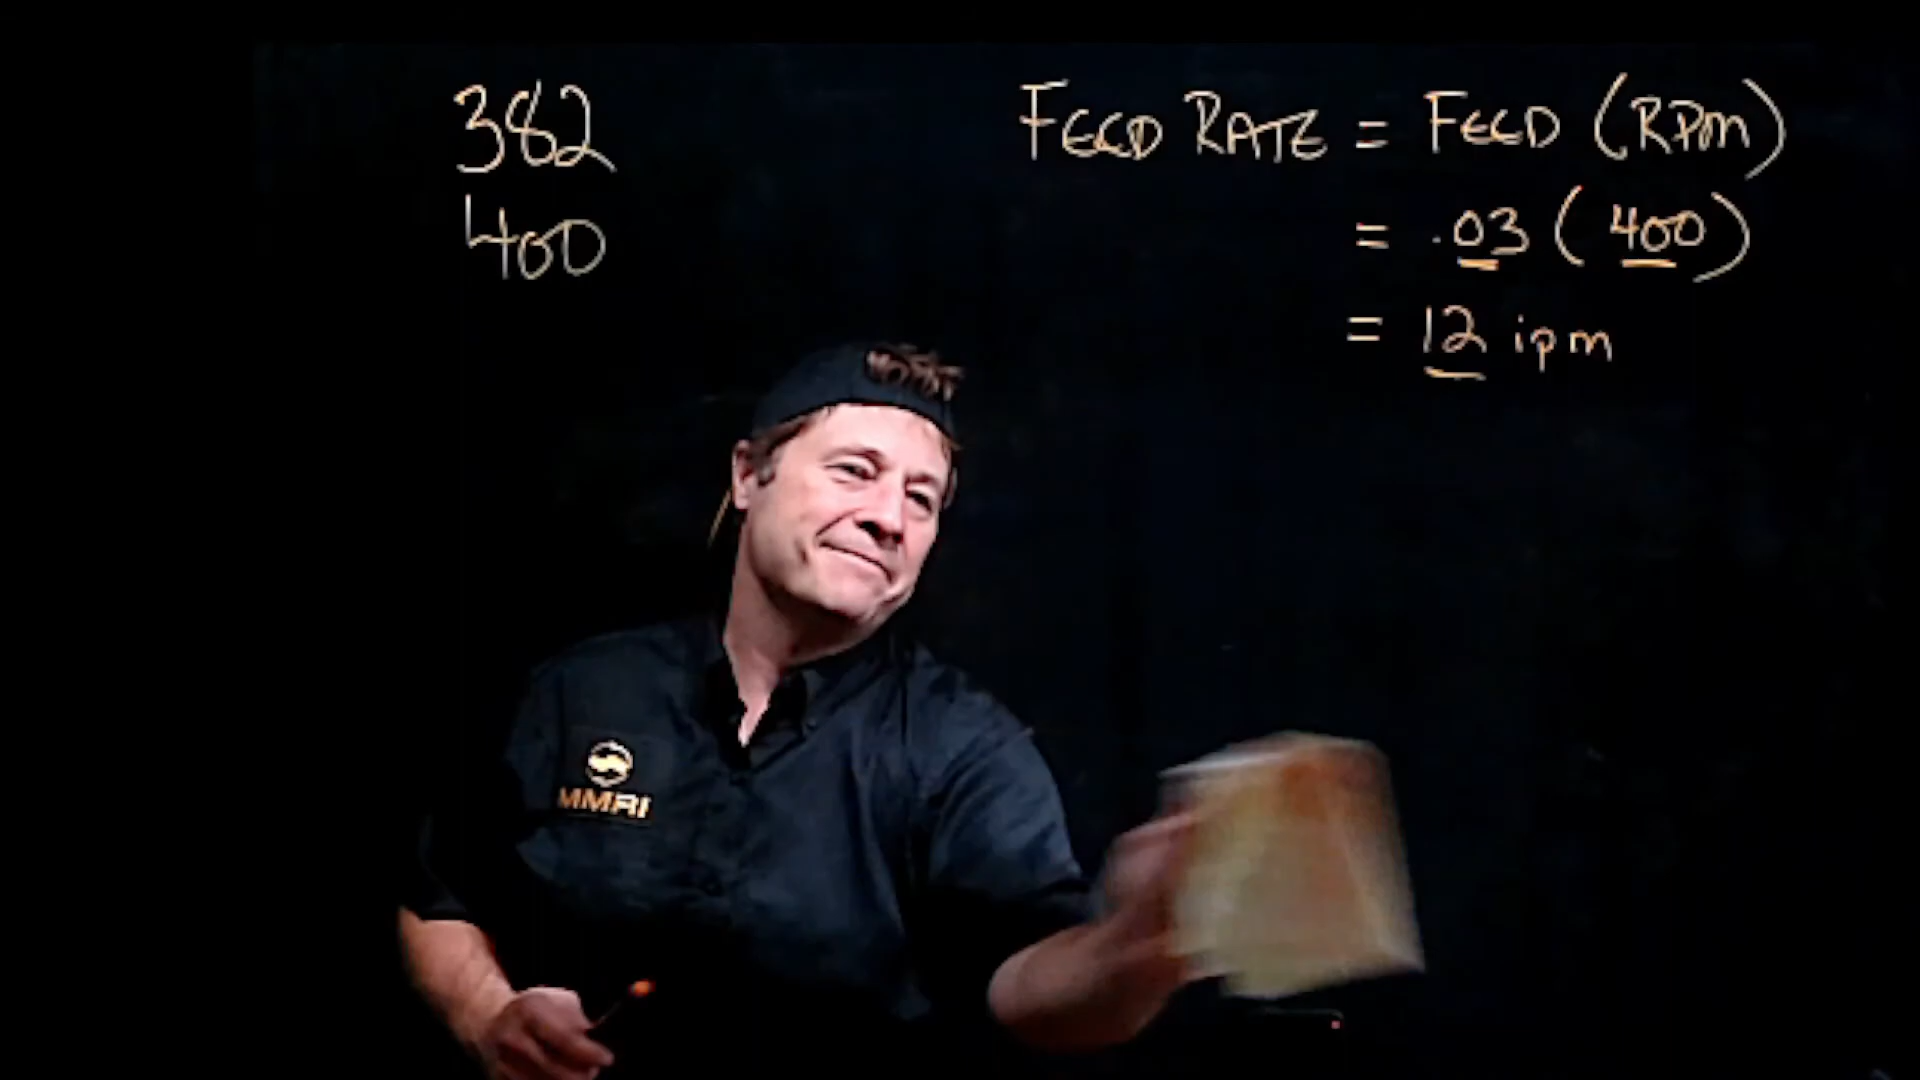 382
400
FEED RATE = FEED (RPM)
= .03 (400)
= 12 ipm
MMRI